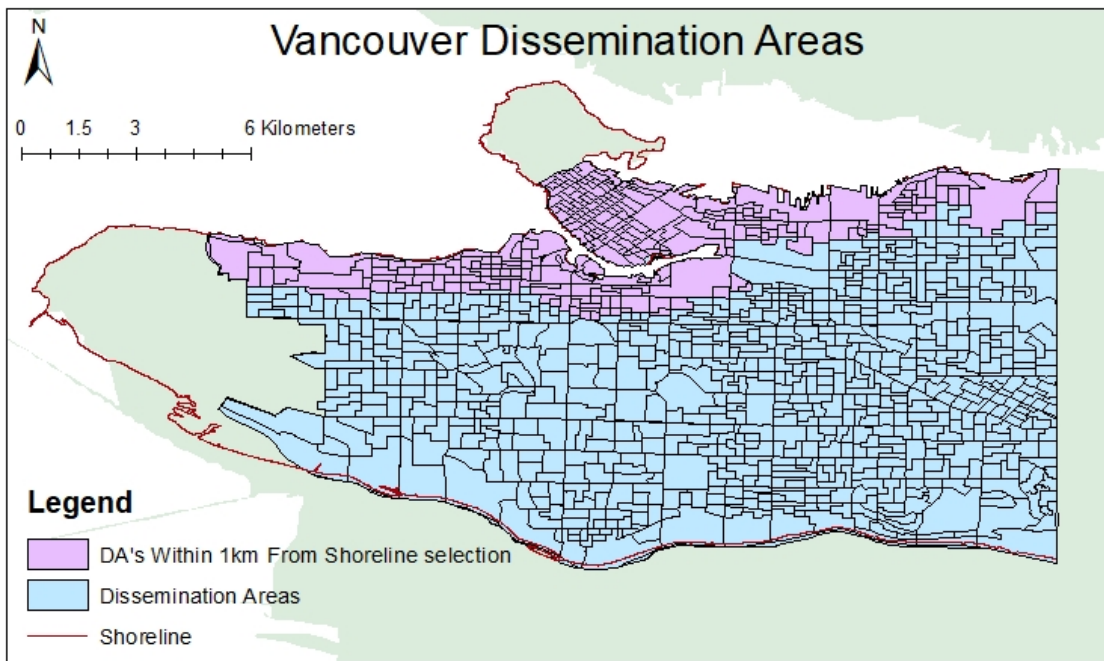 Vancouver Dissemination Areas
N
0 1.5 3 6 Kilometers
Legend
DA's Within 1km From Shoreline selection
Dissemination Areas
Shoreline